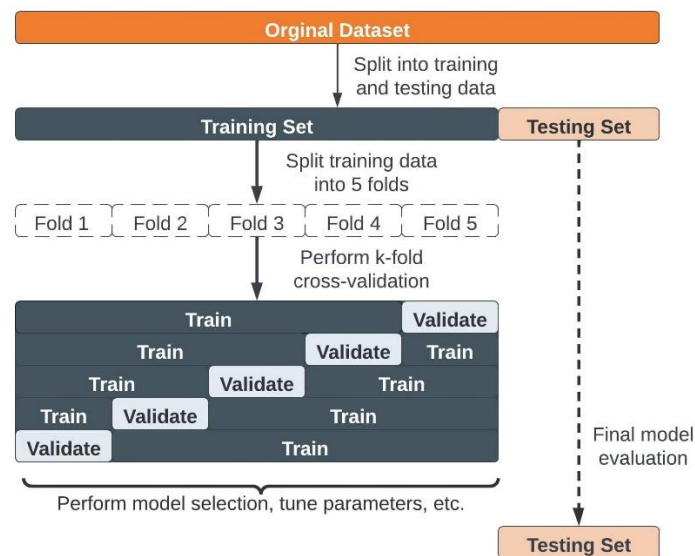 Orginal Dataset
Split into training
and testing data
Training Set
Testing Set
Split training data
into 5 folds
Fold 1
Fold 2
Fold 3
Fold 4
Fold 5
Perform k-fold
cross-validation
Train
Validate
Train
Validate
Train
Train
Validate
Train
Train
Validate
Train
Validate
Train
Final model
evaluation
Perform model selection, tune parameters, etc.
Testing Set